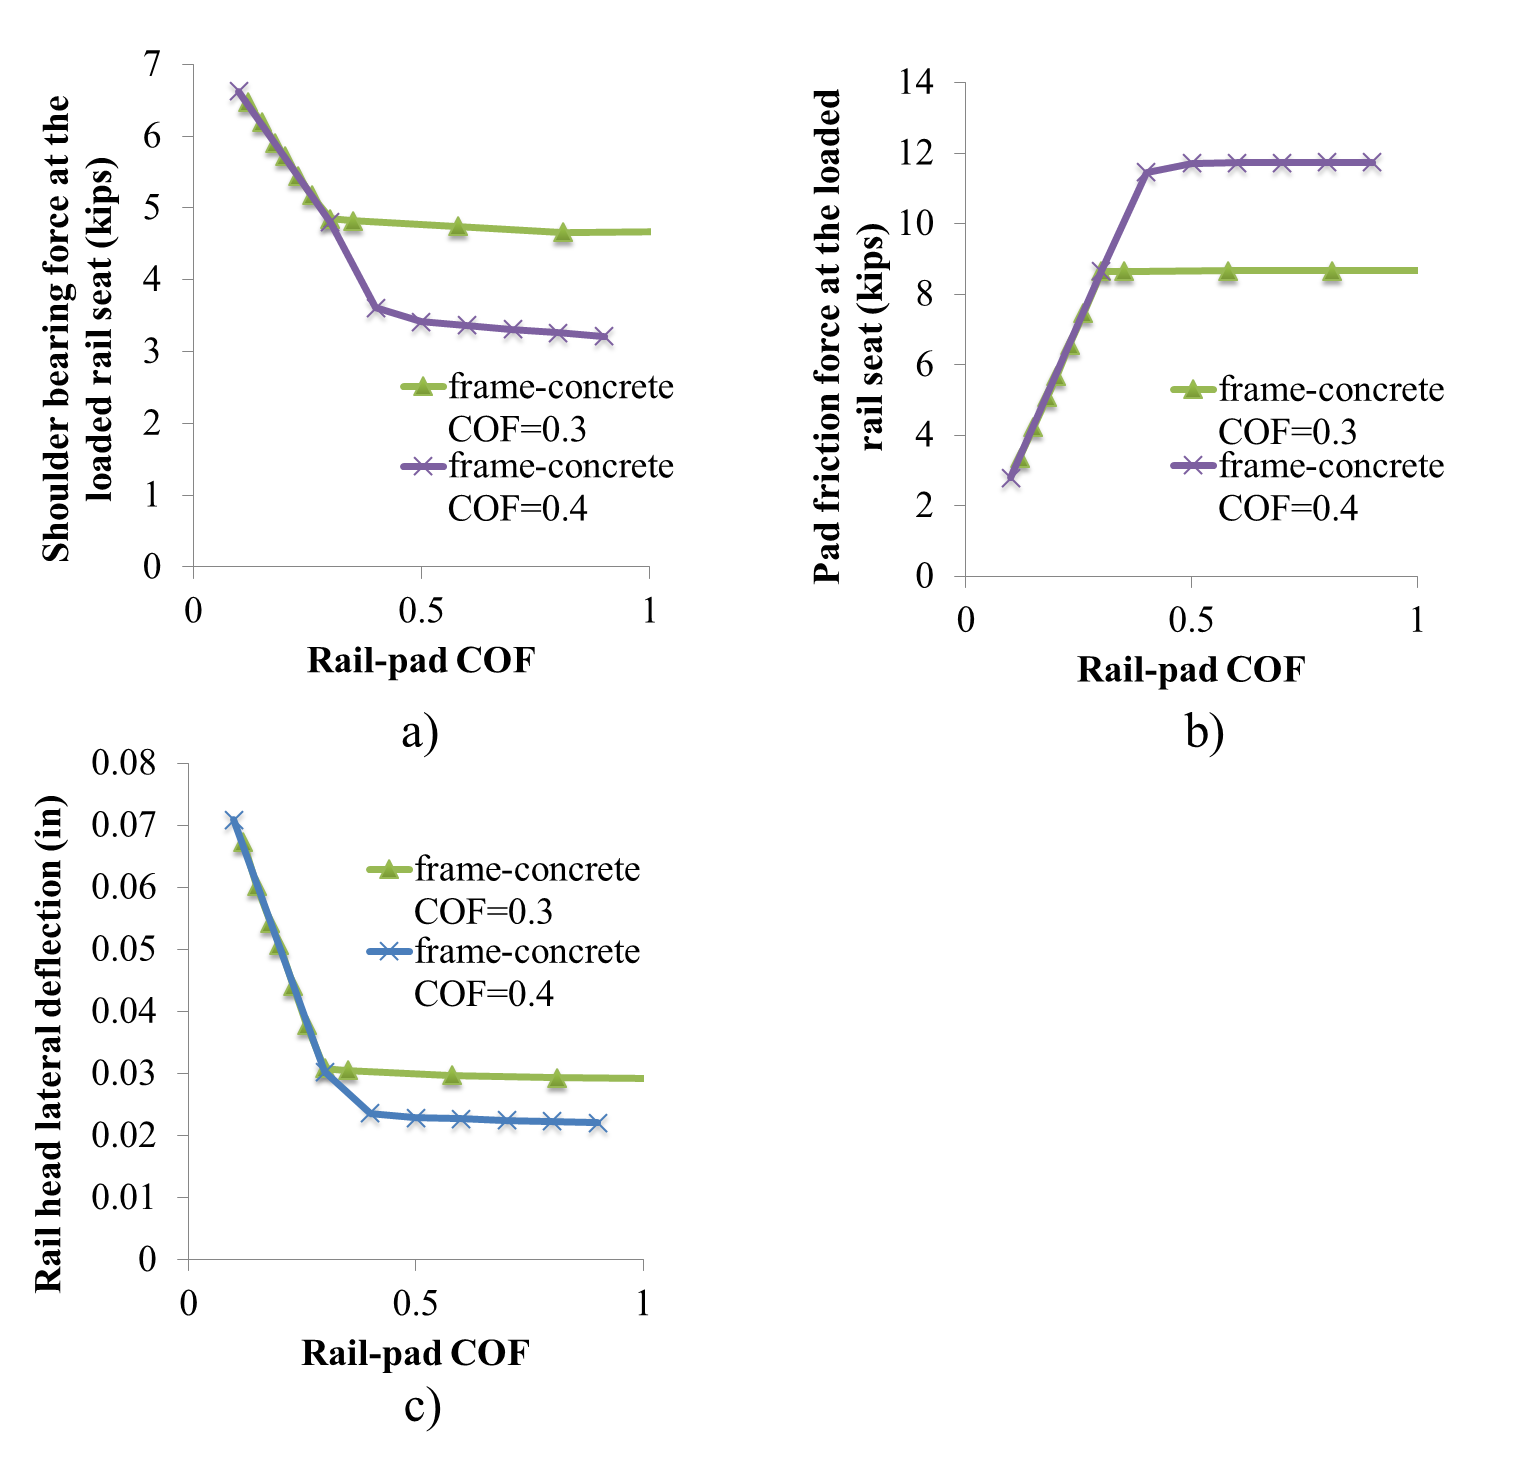 Shoulder bearing force at the
loaded rail seat (kips)
7
6
5
4
3
2
1
0
0
0.5
1
frame-concrete
COF=0.3
frame-concrete
COF=0.4
Rail-pad COF
a)
Pad friction force at the loaded
rail seat (kips)
14
12
10
8
6
4
2
0
0
0.5
1
frame-concrete
COF=0.3
frame-concrete
COF=0.4
Rail-pad COF
b)
Rail head lateral deflection (in)
0.08
0.07
0.06
0.05
0.04
0.03
0.02
0.01
0
0
0.5
1
frame-concrete
COF=0.3
frame-concrete
COF=0.4
Rail-pad COF
c)